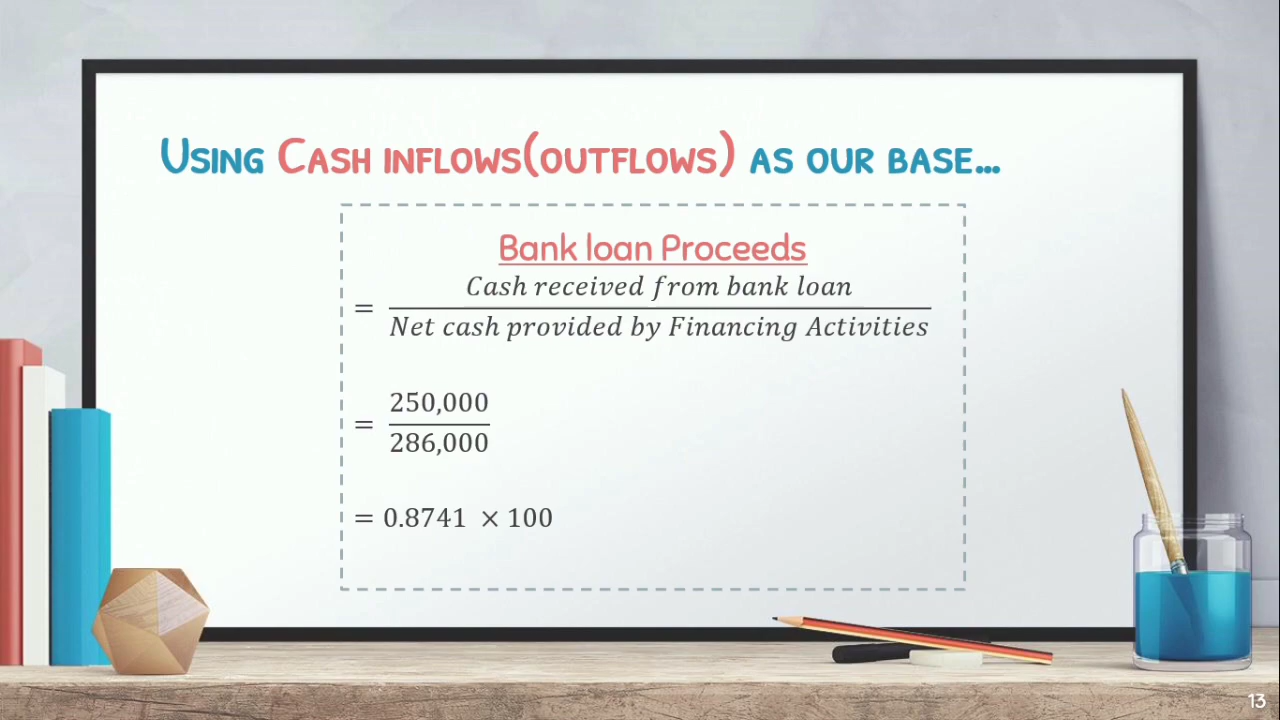 Using Cash inflows(outflows) as our base...
Bank loan Proceeds
= Cash received from bank loan
Net cash provided by Financing Activities
= 250,000
286,000
= 0.8741 × 100
13